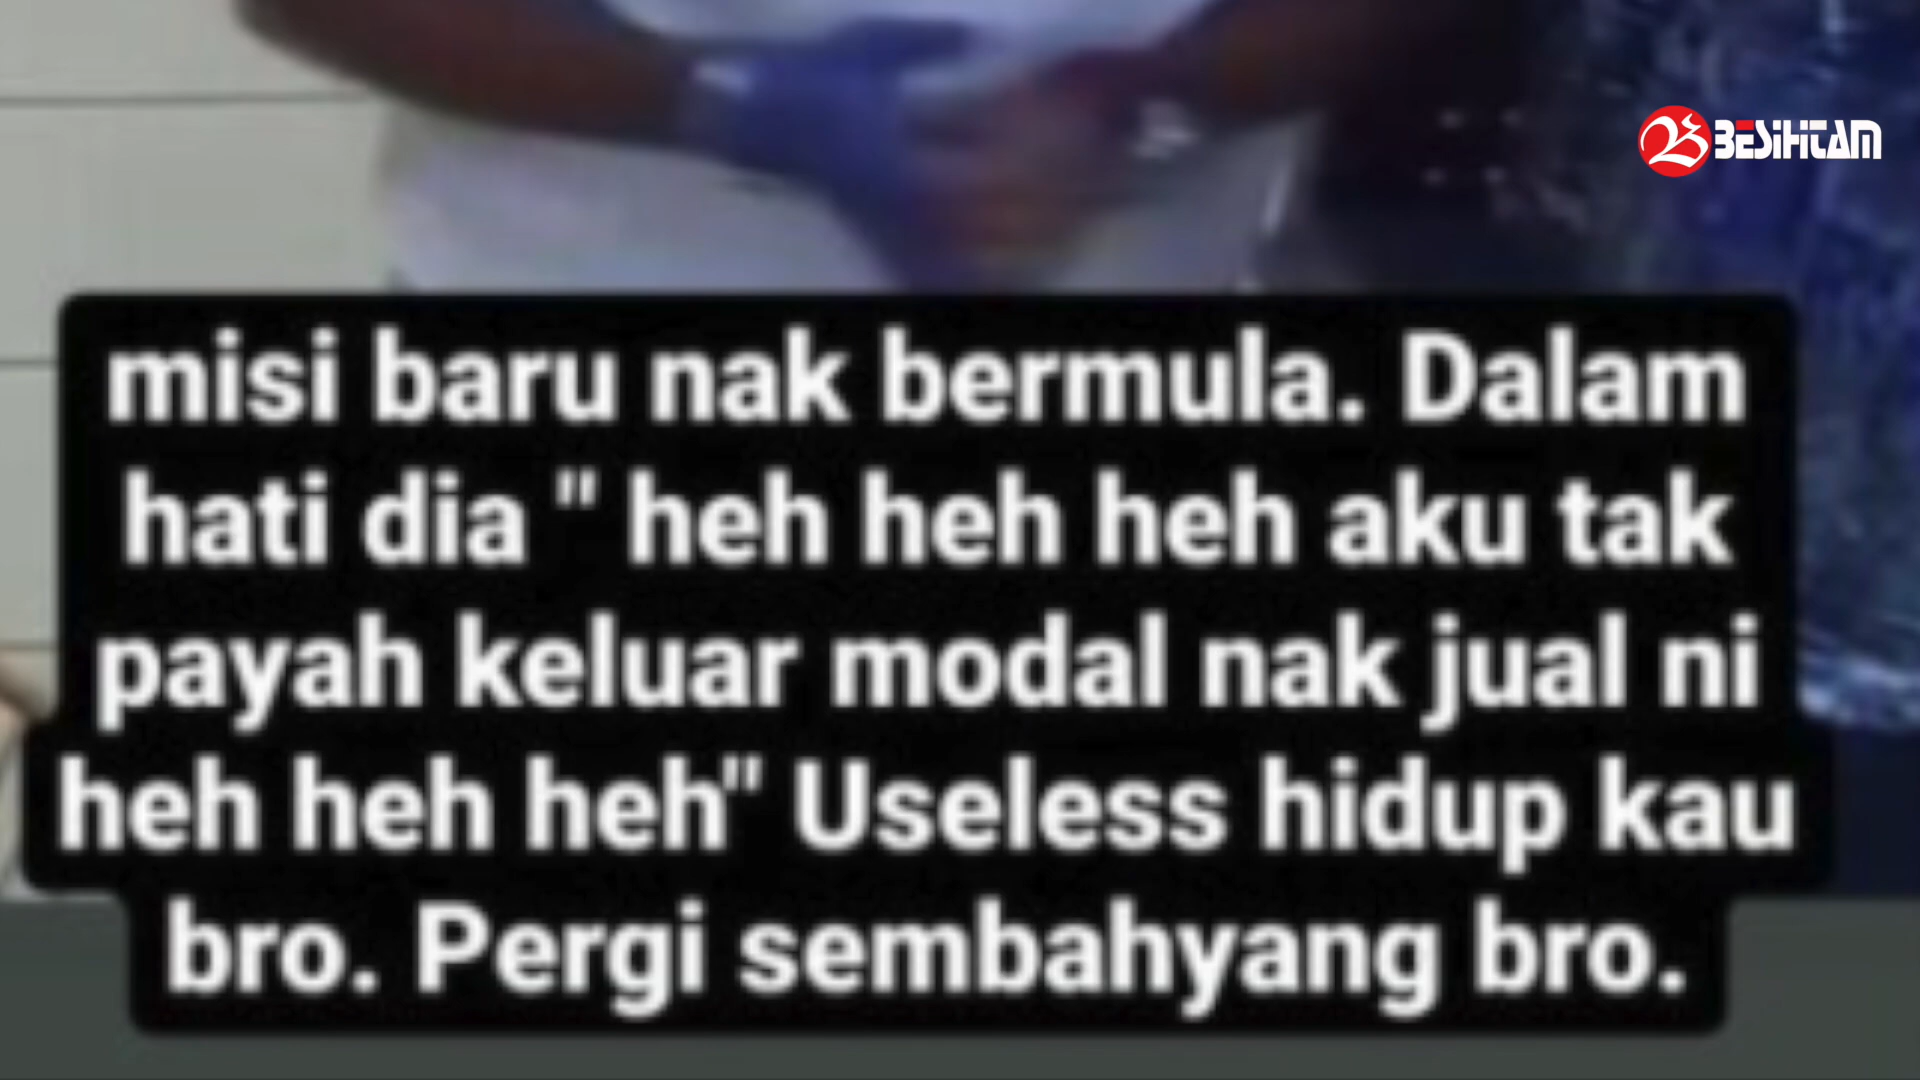 BESIHITAM
misi baru nak bermula. Dalam
hati dia " heh heh heh aku tak
payah keluar modal nak jual ni
heh heh heh" Useless hidup kau
bro. Pergi sembahyang bro.